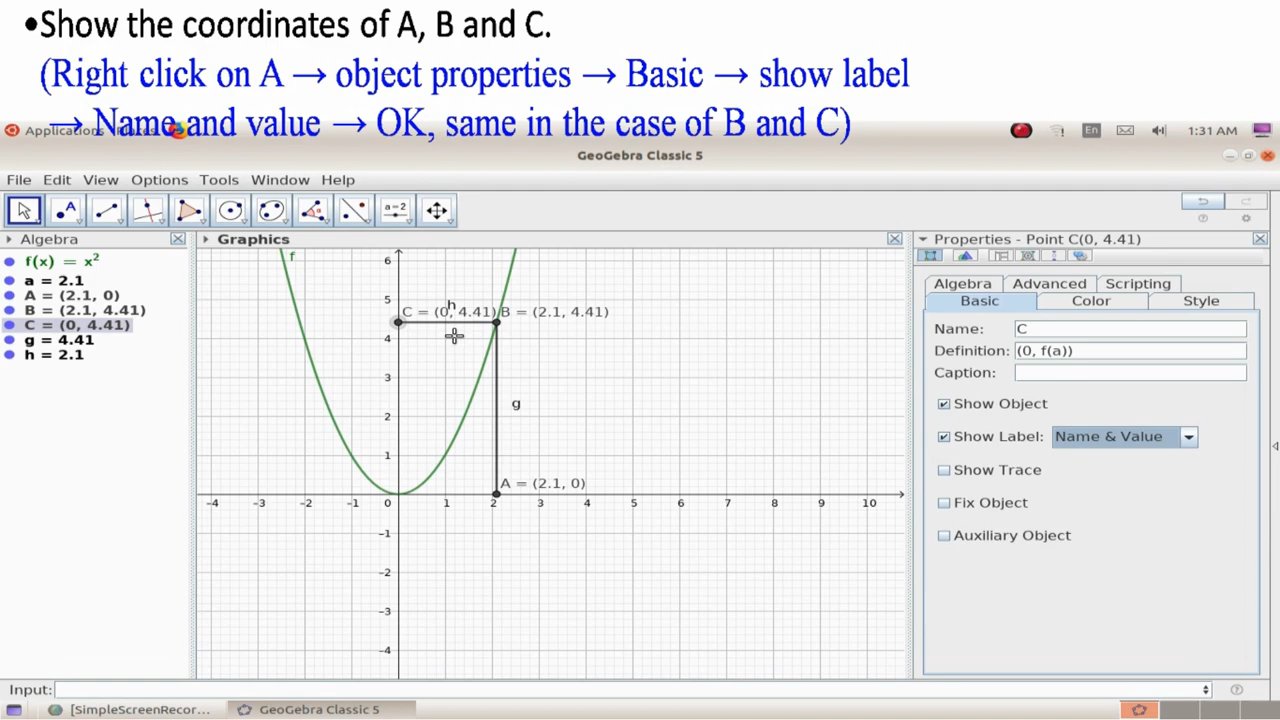 •Show the coordinates of A, B and C.
(Right click on A → object properties → Basic → show label
→ Name and value → OK, same in the case of B and C)
Applications
En
1:31 AM
GeoGebra Classic 5
File Edit View Options Tools Window Help
A
a=2
Algebra
Graphics
Properties - Point C(0, 4.41)
f(x) = x²
a = 2.1
A = (2.1, 0)
B = (2.1, 4.41)
C = (0, 4.41)
g = 4.41
h = 2.1
f
6
5
4
3
2
1
0
−1
−2
−3
−4
−4 −3 −2 −1 1 2 3 4 5 6 7 8 9 10
h
C = (0, 4.41) B = (2.1, 4.41)
g
A = (2.1, 0)
Algebra Advanced Scripting
Basic Color Style
Name: C
Definition: (0, f(a))
Caption:
Show Object
Show Label: Name & Value
Show Trace
Fix Object
Auxiliary Object
Input:
[SimpleScreenRecor...
GeoGebra Classic 5